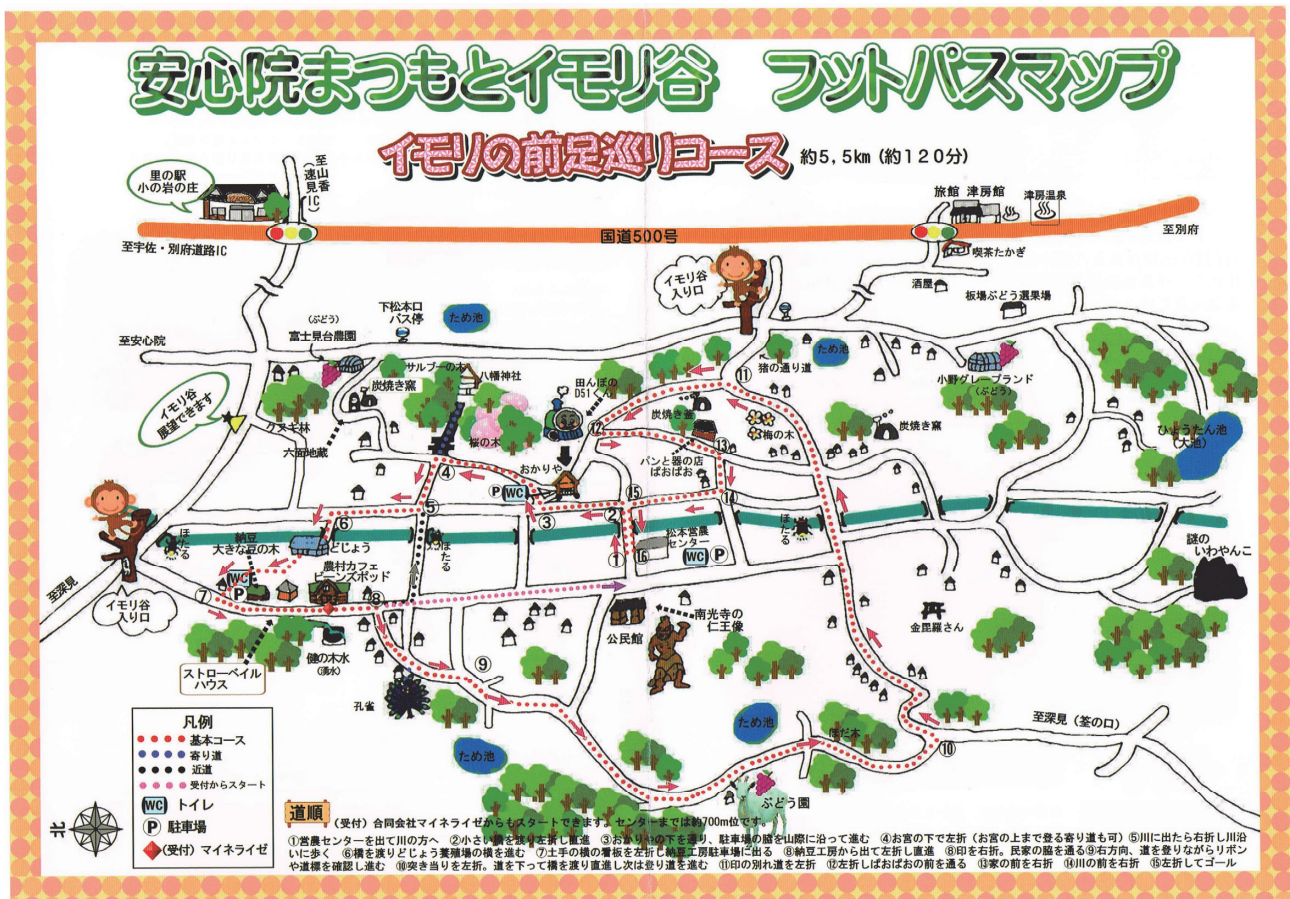 安心院まつもとイモリ谷 フットパスマップ
イモリの前足巡りコース 約5,5km (約120分)
里の駅
小の岩の庄
至山香
(速見IC)
旅館 津房館
津房温泉
国道500号
至宇佐・別府道路IC
至別府
喫茶たかぎ
イモリ谷
入り口
酒屋
板場ぶどう選果場
下松本口
バス停
ため池
(ぶどう)
富士見台農園
至安心院
サルブーの木
八幡神社
炭焼き窯
田んぼの
D51くん
猪の通り道
ため池
小野グレープランド
(ぶどう)
イモリ谷
展望できます
クヌギ林
六面地蔵
桜の木
炭焼き釜
梅の木
炭焼き窯
ひょうたん池
(大池)
パンと器の店
ぱおぱお
おかりや
⑪
⑫
⑬
④
P WC
⑤
⑥
③
②
⑮
⑭
①
⑯
松本営農
センター
WC P
ほたる
ほたる
ほたる
納豆
大きな豆の木
どじょう
農村カフェ
ビーンズポッド
WC
P
謎の
いわやんこ
至深見
イモリ谷
入り口
⑦
⑧
公民館
南光寺の
仁王像
金毘羅さん
ストローベイル
ハウス
健の木水
(湧水)
⑨
孔雀
ため池
ため池
ほだ木
⑩
至深見(筌の口)
ぶどう園
凡例
基本コース
寄り道
近道
受付からスタート
WC トイレ
P 駐車場
(受付) マイネライゼ
北
道順 (受付) 合同会社マイネライゼからもスタートできます。センターまでは約700m位です。
①営農センターを出て川の方へ ②小さい橋を渡り左折し直進 ③おかりやの下を通り、駐車場の脇を山際に沿って進む ④お宮の下で左折 (お宮の上まで登る寄り道も可) ⑤川に出たら右折し川沿
いに歩く ⑥橋を渡りどじょう養殖場の横を進む ⑦土手の横の看板を左折し納豆工房駐車場に出る ⑧納豆工房から出て左折し直進 ⑧印を右折。民家の脇を通る⑨右方向、道を登りながらリボン
や道標を確認し進む ⑩突き当りを左折。道を下って橋を渡り直進し次は登り道を進む ⑪印の別れ道を左折 ⑫左折しぱおぱおの前を通る ⑬家の前を右折 ⑭川の前を右折 ⑮左折してゴール